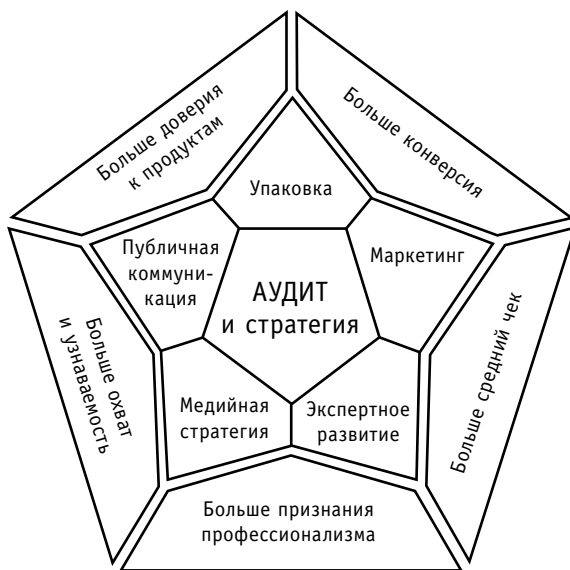 Больше доверия
к продуктам
Больше конверсия
Упаковка
Публичная
коммуни-
кация
Маркетинг
АУДИТ
и стратегия
Больше охват
и узнаваемость
Больше средний чек
Медийная
стратегия
Экспертное
развитие
Больше признания
профессионализма